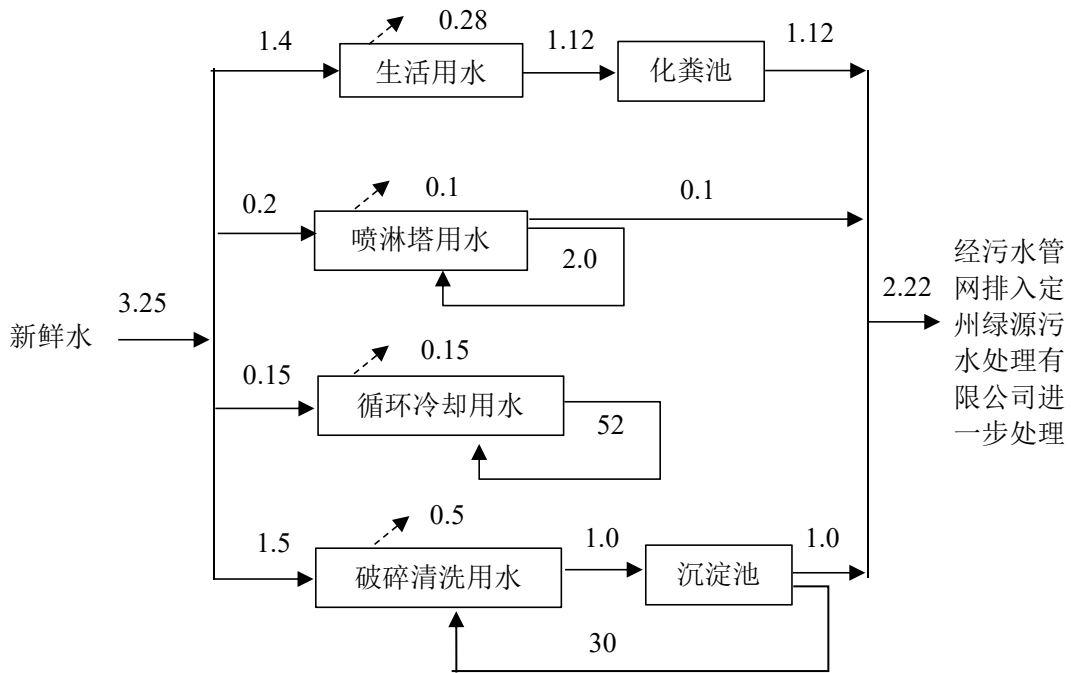 0.28
1.4
1.12
1.12
生活用水
化粪池
0.1
0.2
0.1
喷淋塔用水
2.0
3.25
新鲜水
2.22
经污水管
网排入定
州绿源污
水处理有
限公司进
一步处理
0.15
0.15
循环冷却用水
52
0.5
1.5
1.0
1.0
破碎清洗用水
沉淀池
30